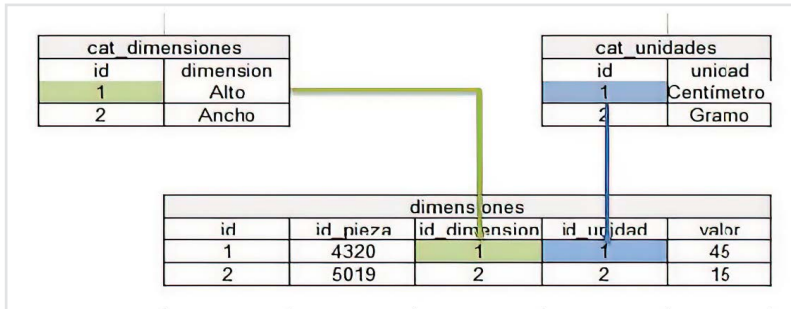 cat_dimensiones
id dimension
1 Alto
2 Ancho
cat_unidades
id unidad
1 Centímetro
2 Gramo
dimensiones
id id_pieza id_dimension id_unidad valor
1 4320 1 1 45
2 5019 2 2 15